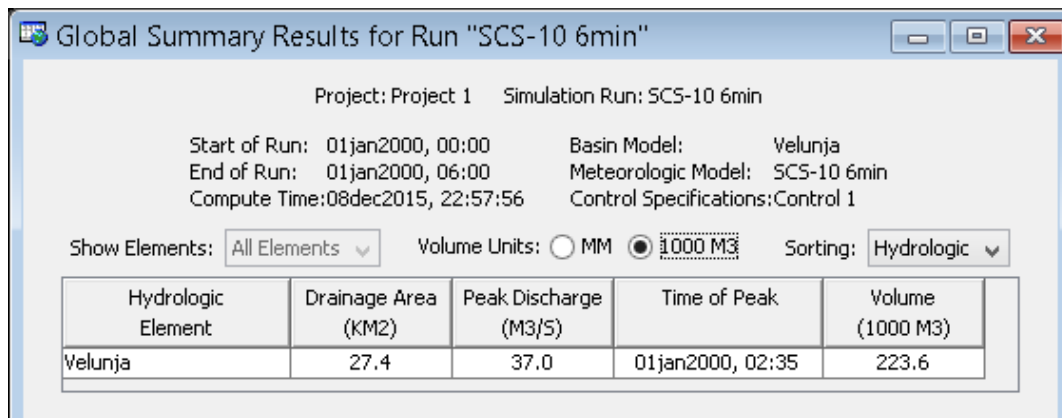 Global Summary Results for Run "SCS-10 6min"
Project: Project 1 Simulation Run: SCS-10 6min
Start of Run: 01jan2000, 00:00 Basin Model: Velunja
End of Run: 01jan2000, 06:00 Meteorologic Model: SCS-10 6min
Compute Time:08dec2015, 22:57:56 Control Specifications:Control 1
Show Elements: All Elements Volume Units: MM 1000 M3 Sorting: Hydrologic
Hydrologic Drainage Area Peak Discharge Time of Peak Volume
Element (KM2) (M3/S) (1000 M3)
Velunja 27.4 37.0 01jan2000, 02:35 223.6